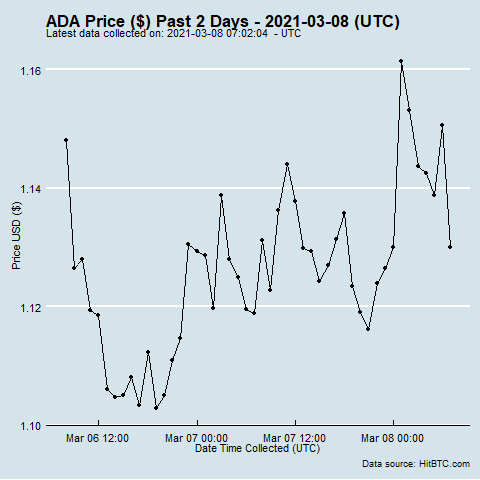 ADA Price ($) Past 2 Days - 2021-03-08 (UTC)
Latest data collected on: 2021-03-08 07:02:04 - UTC
1.16
1.14
1.12
1.10
Price USD ($)
Mar 06 12:00 Mar 07 00:00 Mar 07 12:00 Mar 08 00:00
Date Time Collected (UTC)
Data source: HitBTC.com